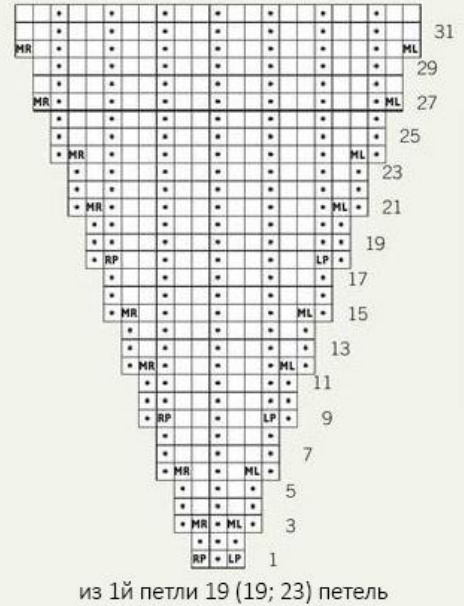 31
MR ML
29
MR ML 27
25
MR ML
23
MR ML 21
19
RP LP
17
MR ML 15
13
MR ML
11
RP LP 9
7
MR ML
5
MR ML 3
RP LP 1
из 1й петли 19 (19; 23) петель